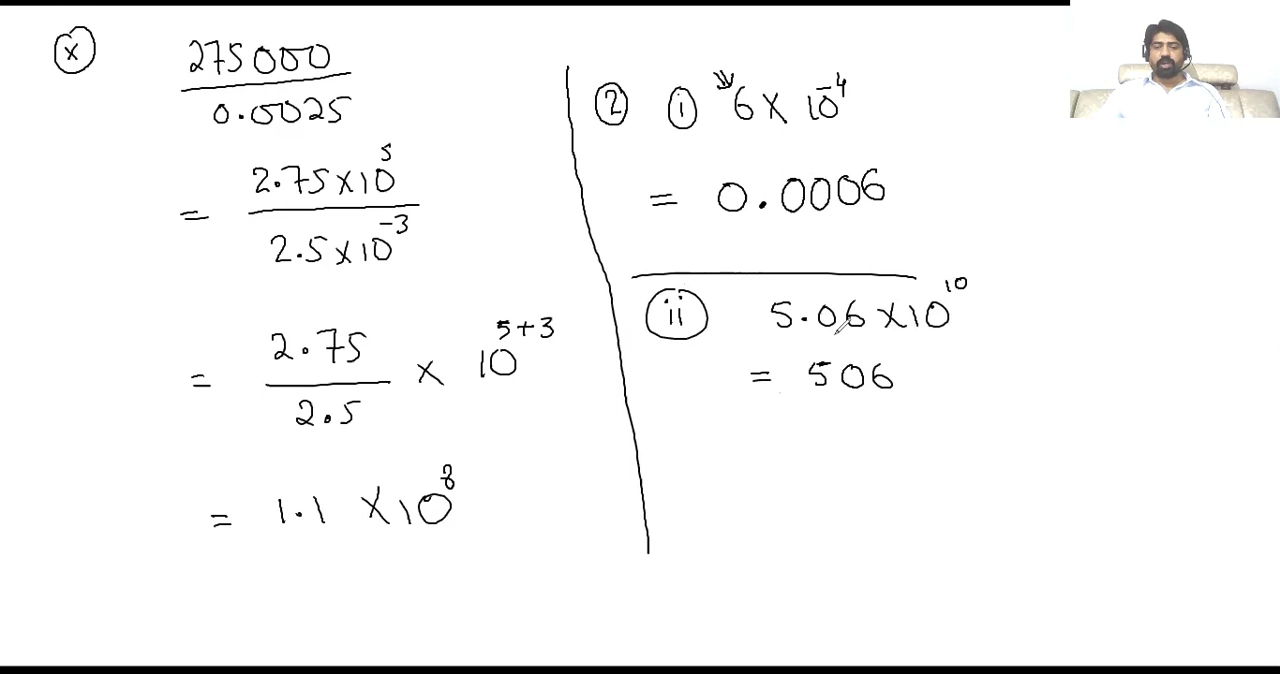 (x) 275000
0.0025
= 2.75×10^5
2.5×10^-3
= 2.75 × 10^5+3
2.5
= 1.1 ×10^8
(2) (i) 6× 10^-4
= 0.0006
(ii) 5.06×10^10
= 506